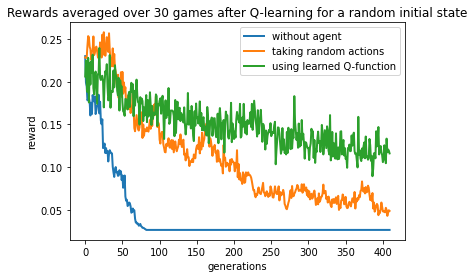 Rewards averaged over 30 games after Q-learning for a random initial state
without agent
taking random actions
using learned Q-function
reward
0.25
0.20
0.15
0.10
0.05
0 50 100 150 200 250 300 350 400
generations